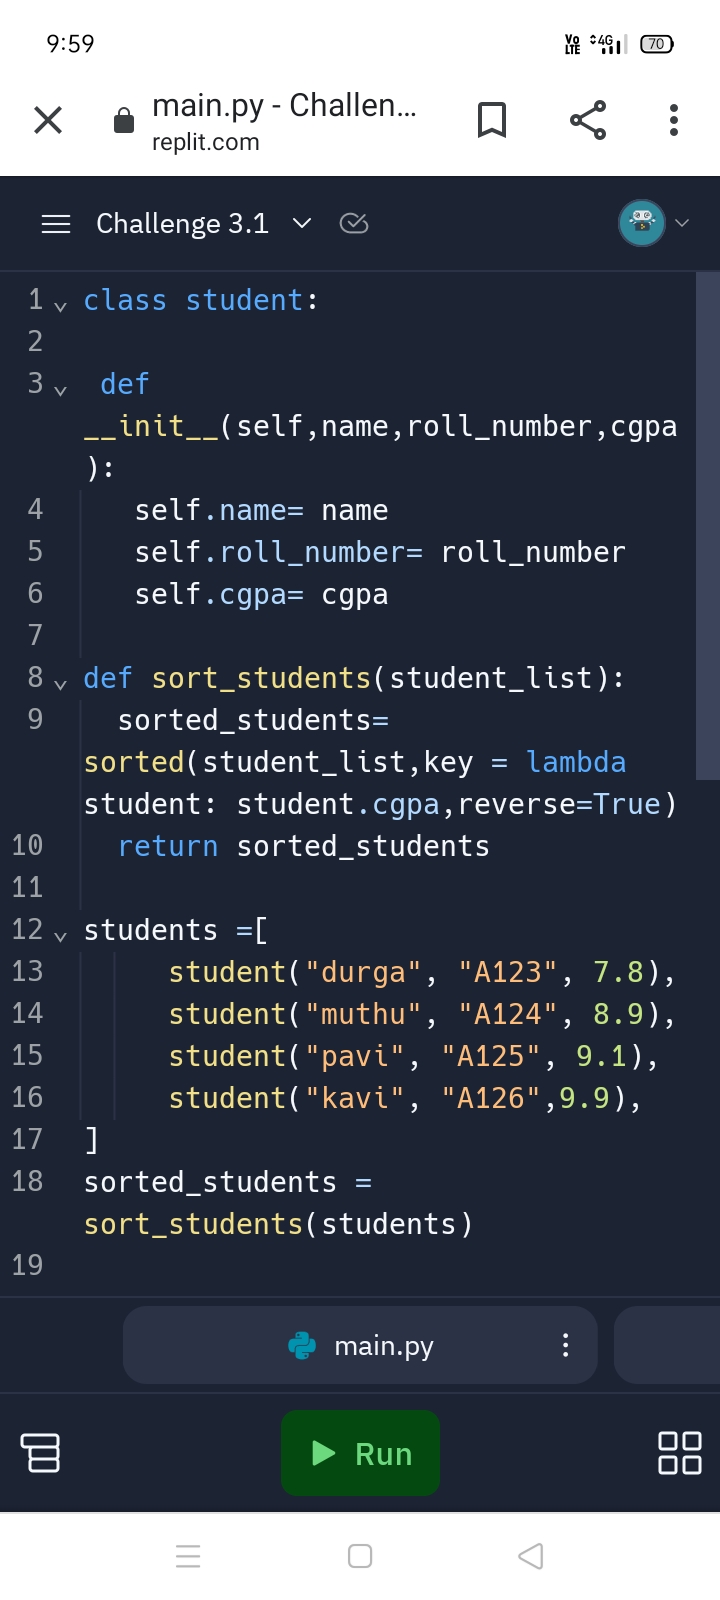 9:59 Vo LTE 4G 70
main.py - Challen...
replit.com
Challenge 3.1
1 class student:
2
3 def
__init__(self,name,roll_number,cgpa
):
4 self.name= name
5 self.roll_number= roll_number
6 self.cgpa= cgpa
7
8 def sort_students(student_list):
9 sorted_students=
sorted(student_list,key = lambda
student: student.cgpa,reverse=True)
10 return sorted_students
11
12 students =[
13 student("durga", "A123", 7.8),
14 student("muthu", "A124", 8.9),
15 student("pavi", "A125", 9.1),
16 student("kavi", "A126",9.9),
17 ]
18 sorted_students =
sort_students(students)
19
main.py
Run